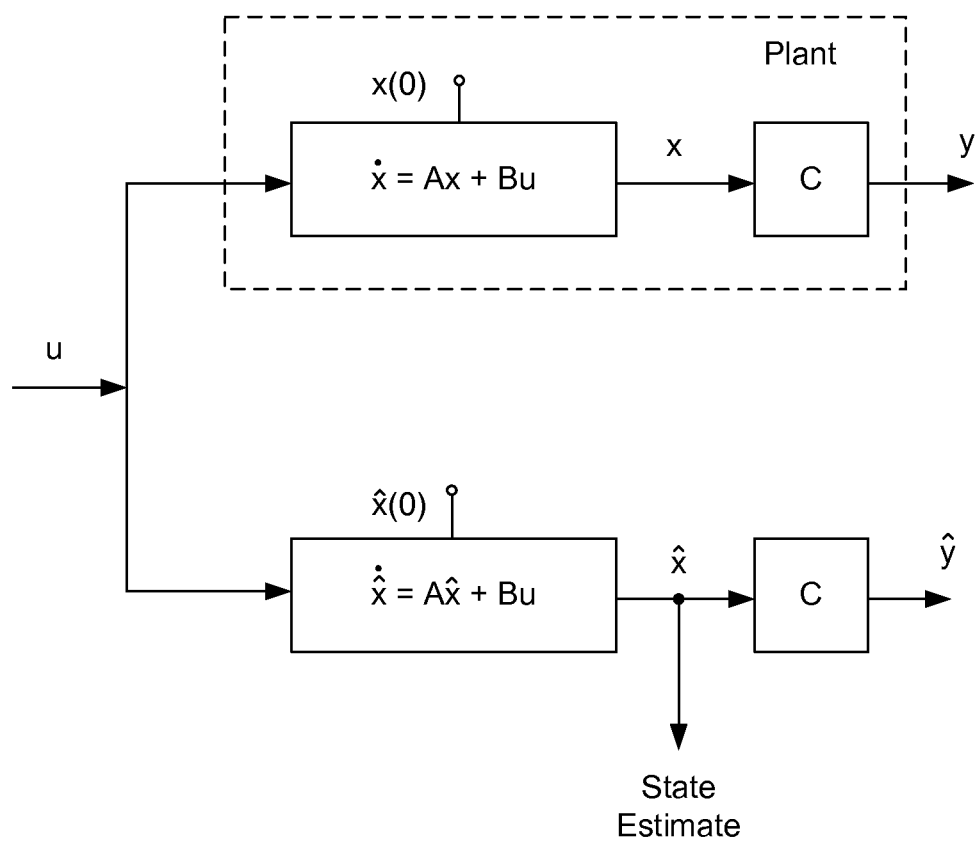 Plant
x(0)
ẋ = Ax + Bu
x
C
y
u
x̂(0)
x̂̇ = Ax̂ + Bu
x̂
C
ŷ
State
Estimate